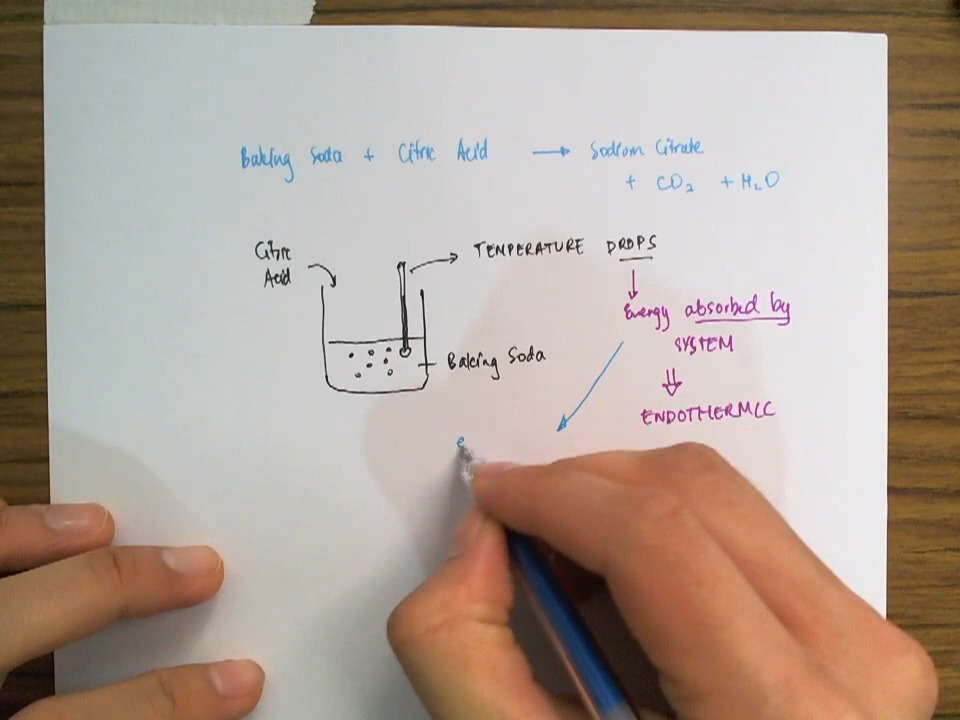 Baking Soda + Citric Acid → Sodium Citrate
+ CO₂ + H₂O
Citric
Acid
TEMPERATURE DROPS
Energy absorbed by
SYSTEM
Baking Soda
ENDOTHERMIC
e